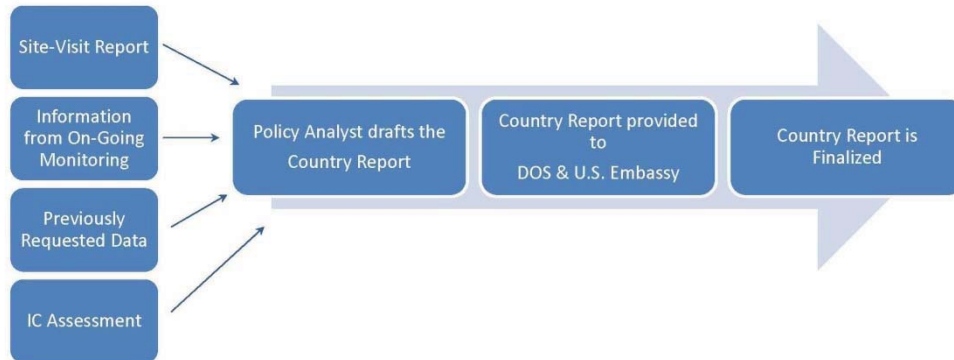 Site-Visit Report
Information
from On-Going
Monitoring
Previously
Requested Data
IC Assessment
Policy Analyst drafts the
Country Report
Country Report provided
to
DOS & U.S. Embassy
Country Report is
Finalized